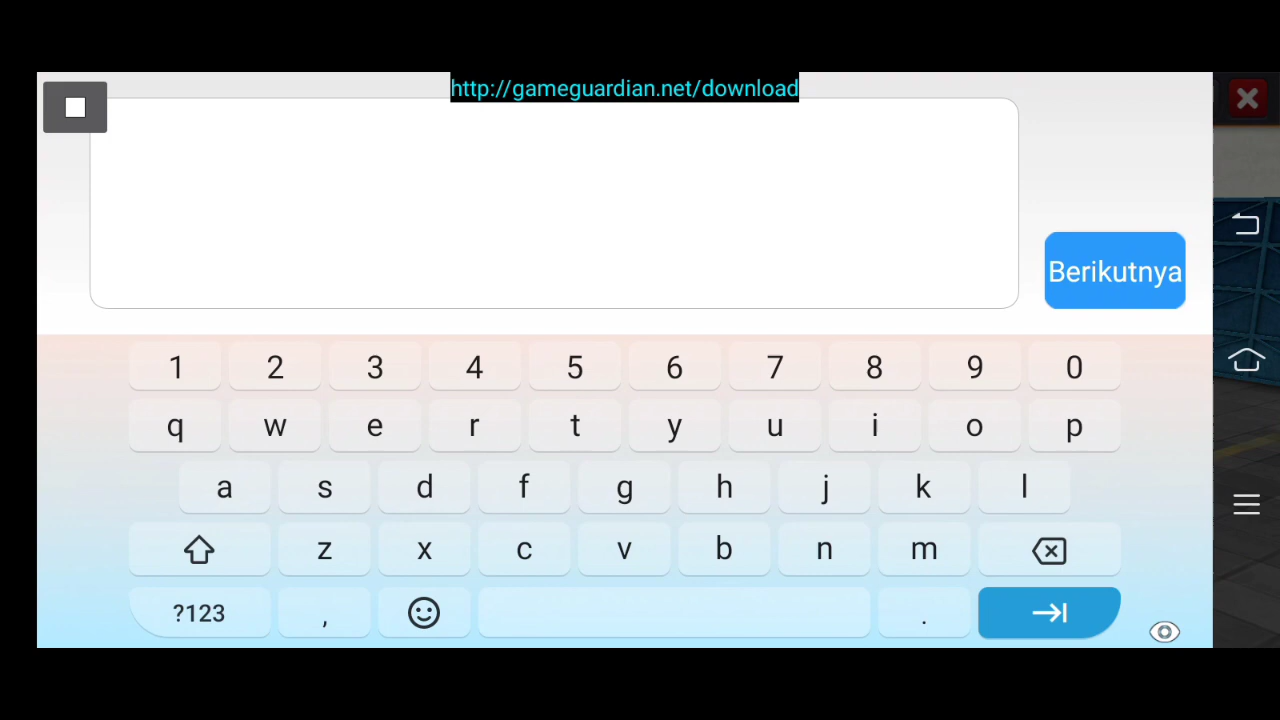 http://gameguardian.net/download
Berikutnya
1 2 3 4 5 6 7 8 9 0
q w e r t y u i o p
a s d f g h j k l
z x c v b n m
?123 , .